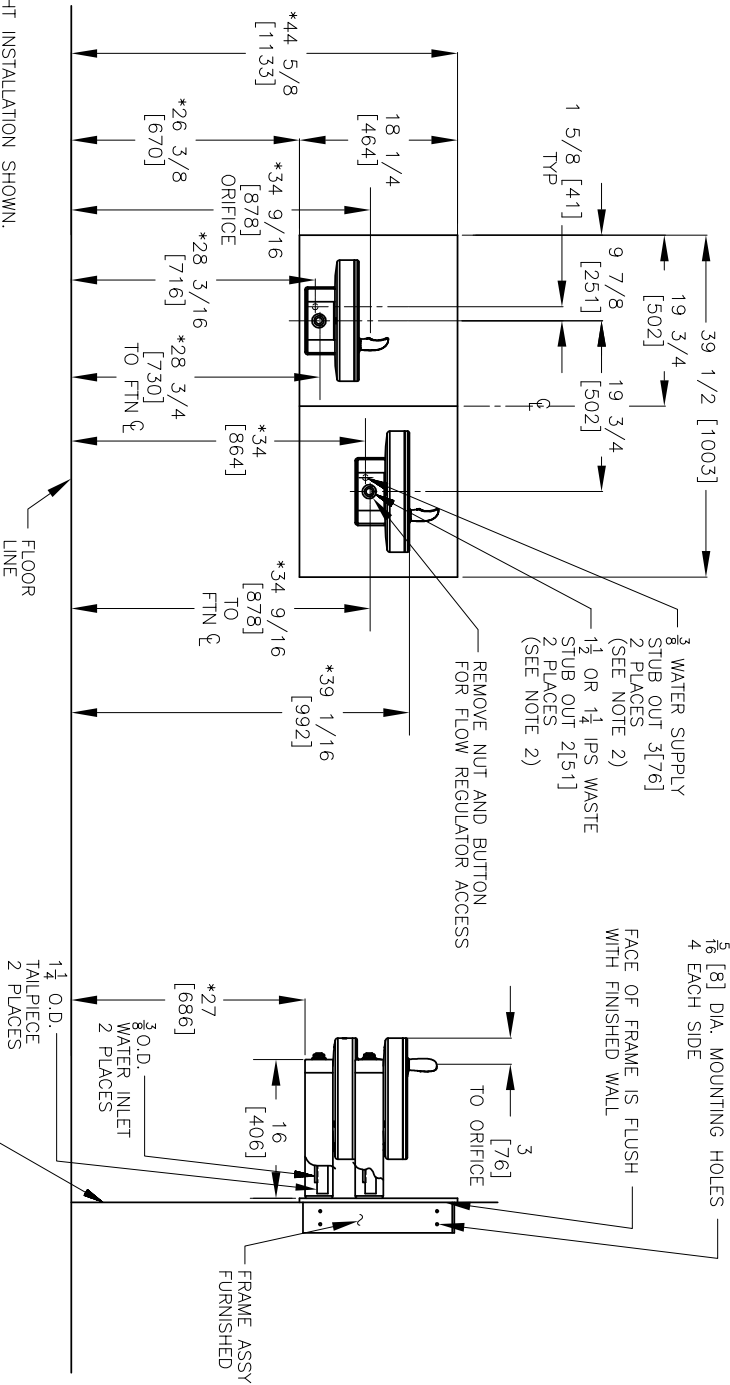 *44 5/8
[1133]
18 1/4
[464]
*26 3/8
[670]
*34 9/16
[878]
ORIFICE
*28 3/16
[716]
*28 3/4
[730]
TO FTN ℄
*34
[864]
*34 9/16
[878]
TO
FTN ℄
*39 1/16
[992]
1 5/8 [41]
TYP
9 7/8
[251]
19 3/4
[502]
39 1/2 [1003]
19 3/4
[502]
℄
3/8 WATER SUPPLY
STUB OUT 3[76]
2 PLACES
(SEE NOTE 2)
1 1/2 OR 1 1/4 IPS WASTE
STUB OUT 2[51]
2 PLACES
(SEE NOTE 2)
REMOVE NUT AND BUTTON
FOR FLOW REGULATOR ACCESS
FLOOR
LINE
5/16 [8] DIA. MOUNTING HOLES
4 EACH SIDE
FACE OF FRAME IS FLUSH
WITH FINISHED WALL
3
[76]
TO ORIFICE
16
[406]
*27
[686]
3/8 O.D.
WATER INLET
2 PLACES
1 1/4 O.D.
TAILPIECE
2 PLACES
FRAME ASSY
FURNISHED
HT INSTALLATION SHOWN.